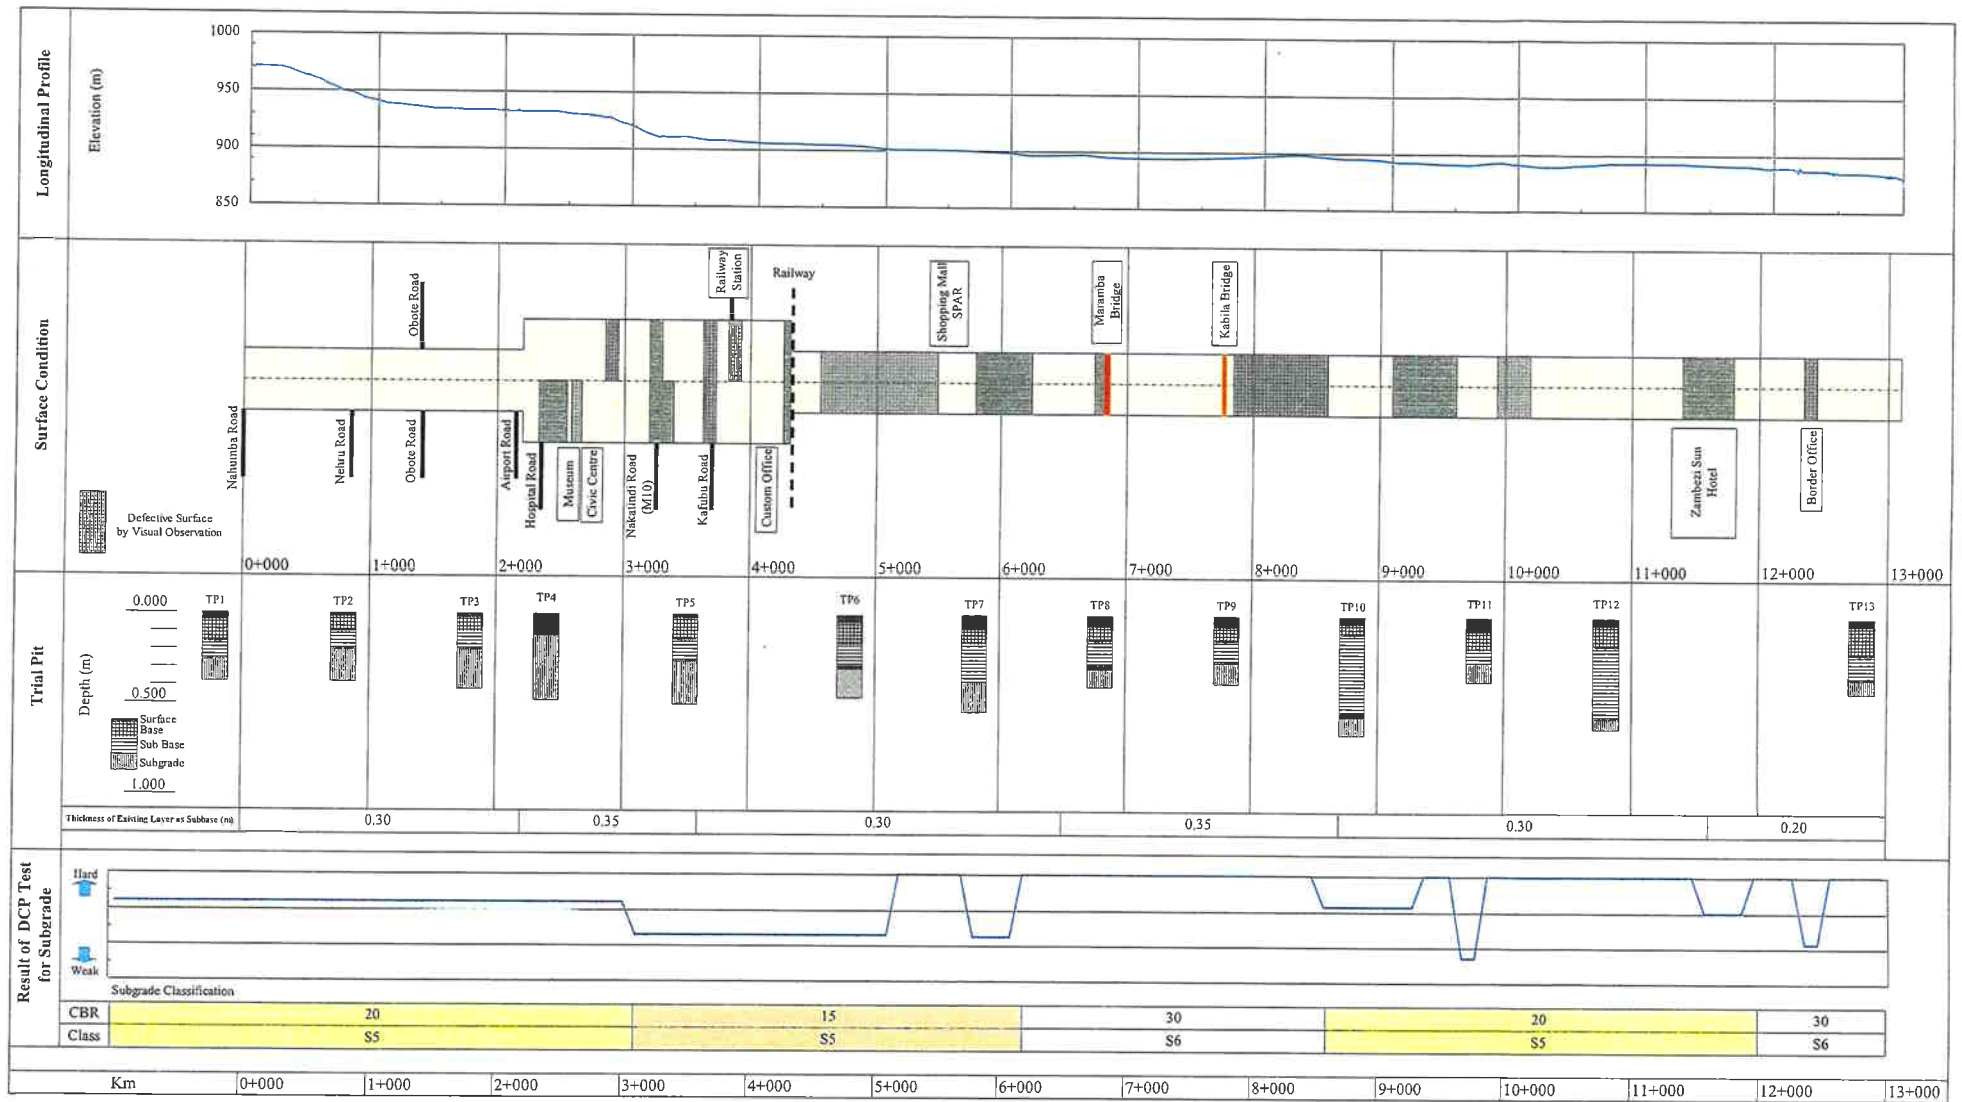 Longitudinal Profile
Elevation (m)
1000
950
900
850
Surface Condition
Obote Road
Railway
Station
Railway
Shopping Mall
SPAR
Maramba
Bridge
Kabila Bridge
Nahumba Road
Nehru Road
Obote Road
Airport Road
Hospital Road
Museum
Civic Centre
Nakatindi Road
(M10)
Kafubu Road
Custom Office
Zambezi Sun
Hotel
Border Office
Defective Surface
by Visual Observation
0+000 1+000 2+000 3+000 4+000 5+000 6+000 7+000 8+000 9+000 10+000 11+000 12+000 13+000
Trial Pit
Depth (m)
0.000
0.500
1.000
TP1 TP2 TP3 TP4 TP5 TP6 TP7 TP8 TP9 TP10 TP11 TP12 TP13
Surface
Base
Sub Base
Subgrade
Thickness of Existing Layer as Subbase (m) 0.30 0.35 0.30 0.35 0.30 0.20
Result of DCP Test
for Subgrade
Hard
Weak
Subgrade Classification
CBR 20 15 30 20 30
Class S5 S5 S6 S5 S6
Km 0+000 1+000 2+000 3+000 4+000 5+000 6+000 7+000 8+000 9+000 10+000 11+000 12+000 13+000